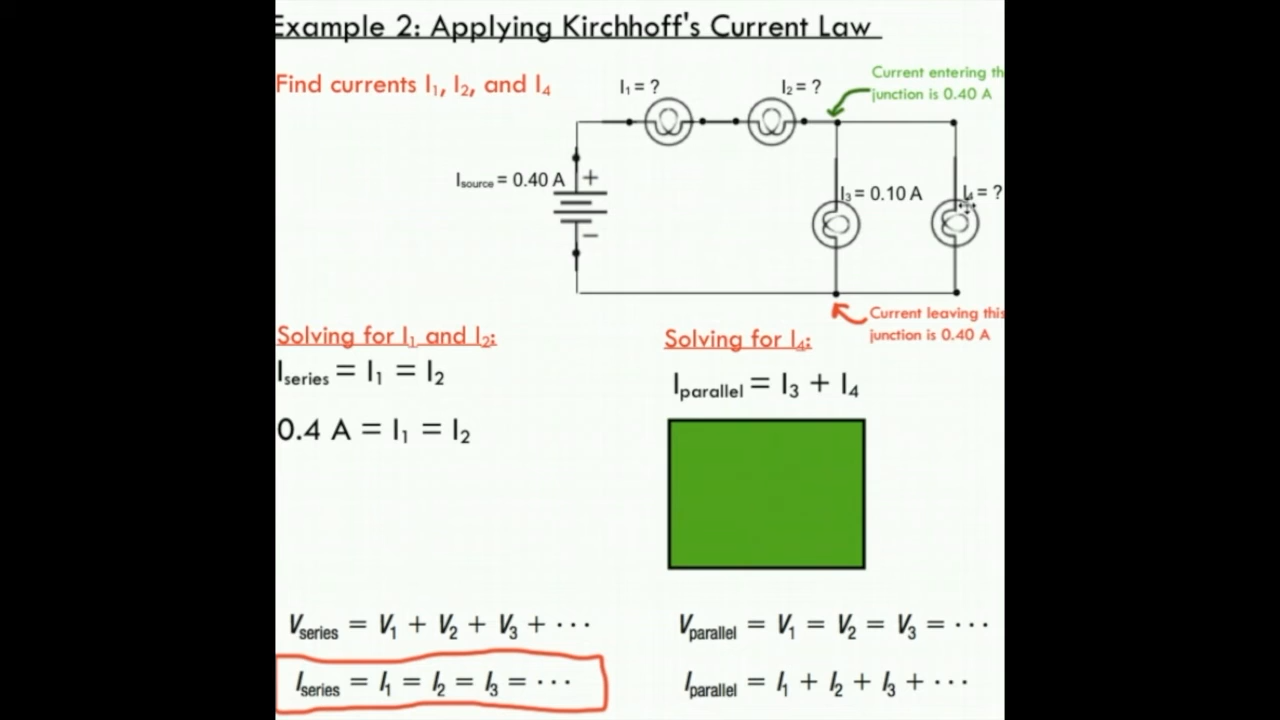 Example 2: Applying Kirchhoff's Current Law
Find currents I₁, I₂, and I₄
I₁ = ?
I₂ = ?
Current entering th
junction is 0.40 A
Isource = 0.40 A
+
−
I₃ = 0.10 A
I₄ = ?
Current leaving this
junction is 0.40 A
Solving for I₁ and I₂:
Iseries = I₁ = I₂
0.4 A = I₁ = I₂
Solving for I₄:
Iparallel = I₃ + I₄
Vseries = V₁ + V₂ + V₃ + ···
Iseries = I₁ = I₂ = I₃ = ···
Vparallel = V₁ = V₂ = V₃ = ···
Iparallel = I₁ + I₂ + I₃ + ···